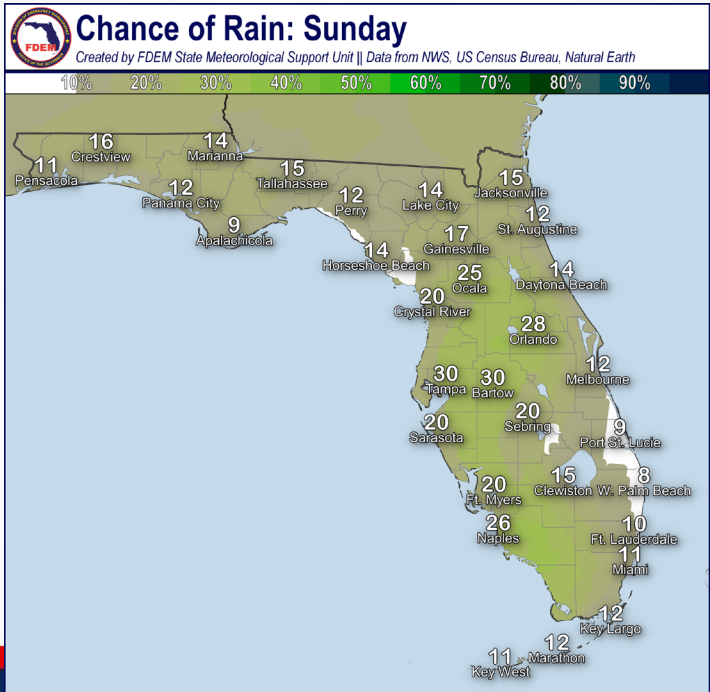 Chance of Rain: Sunday
Created by FDEM State Meteorological Support Unit || Data from NWS, US Census Bureau, Natural Earth
FDEM
10% 20% 30% 40% 50% 60% 70% 80% 90%
16
Crestview
14
Marianna
11
Pensacola
15
Tallahassee
12
Panama City
9
Apalachicola
12
Perry
14
Lake City
15
Jacksonville
12
St. Augustine
17
Gainesville
14
Horseshoe Beach
25
Ocala
14
Daytona Beach
20
Crystal River
28
Orlando
12
Melbourne
30
Tampa
30
Bartow
20
Sebring
20
Sarasota
9
Port St. Lucie
15
Clewiston
8
W. Palm Beach
20
Ft. Myers
26
Naples
10
Ft. Lauderdale
11
Miami
12
Key Largo
12
Marathon
11
Key West